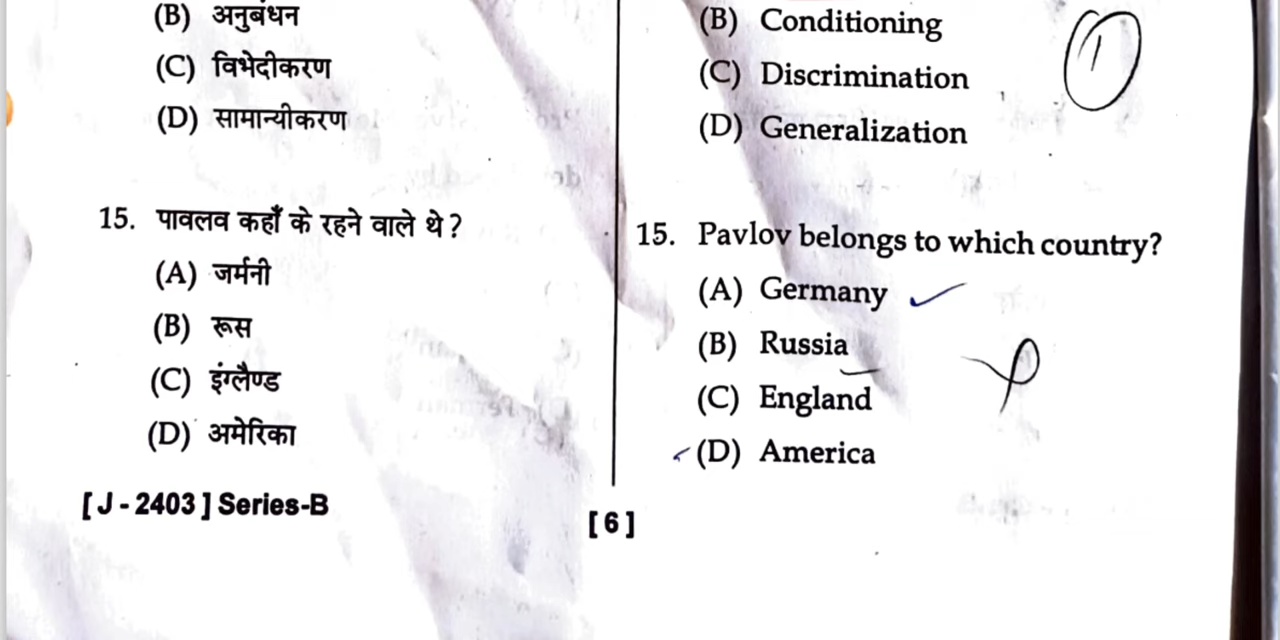 (B) अनुबंधन
(C) विभेदीकरण
(D) सामान्यीकरण
15. पावलव कहाँ के रहने वाले थे?
(A) जर्मनी
(B) रूस
(C) इंग्लैण्ड
(D) अमेरिका
[ J - 2403 ] Series-B
(B) Conditioning
(C) Discrimination
(D) Generalization
1
15. Pavlov belongs to which country?
(A) Germany
(B) Russia
(C) England
(D) America
[ 6 ]